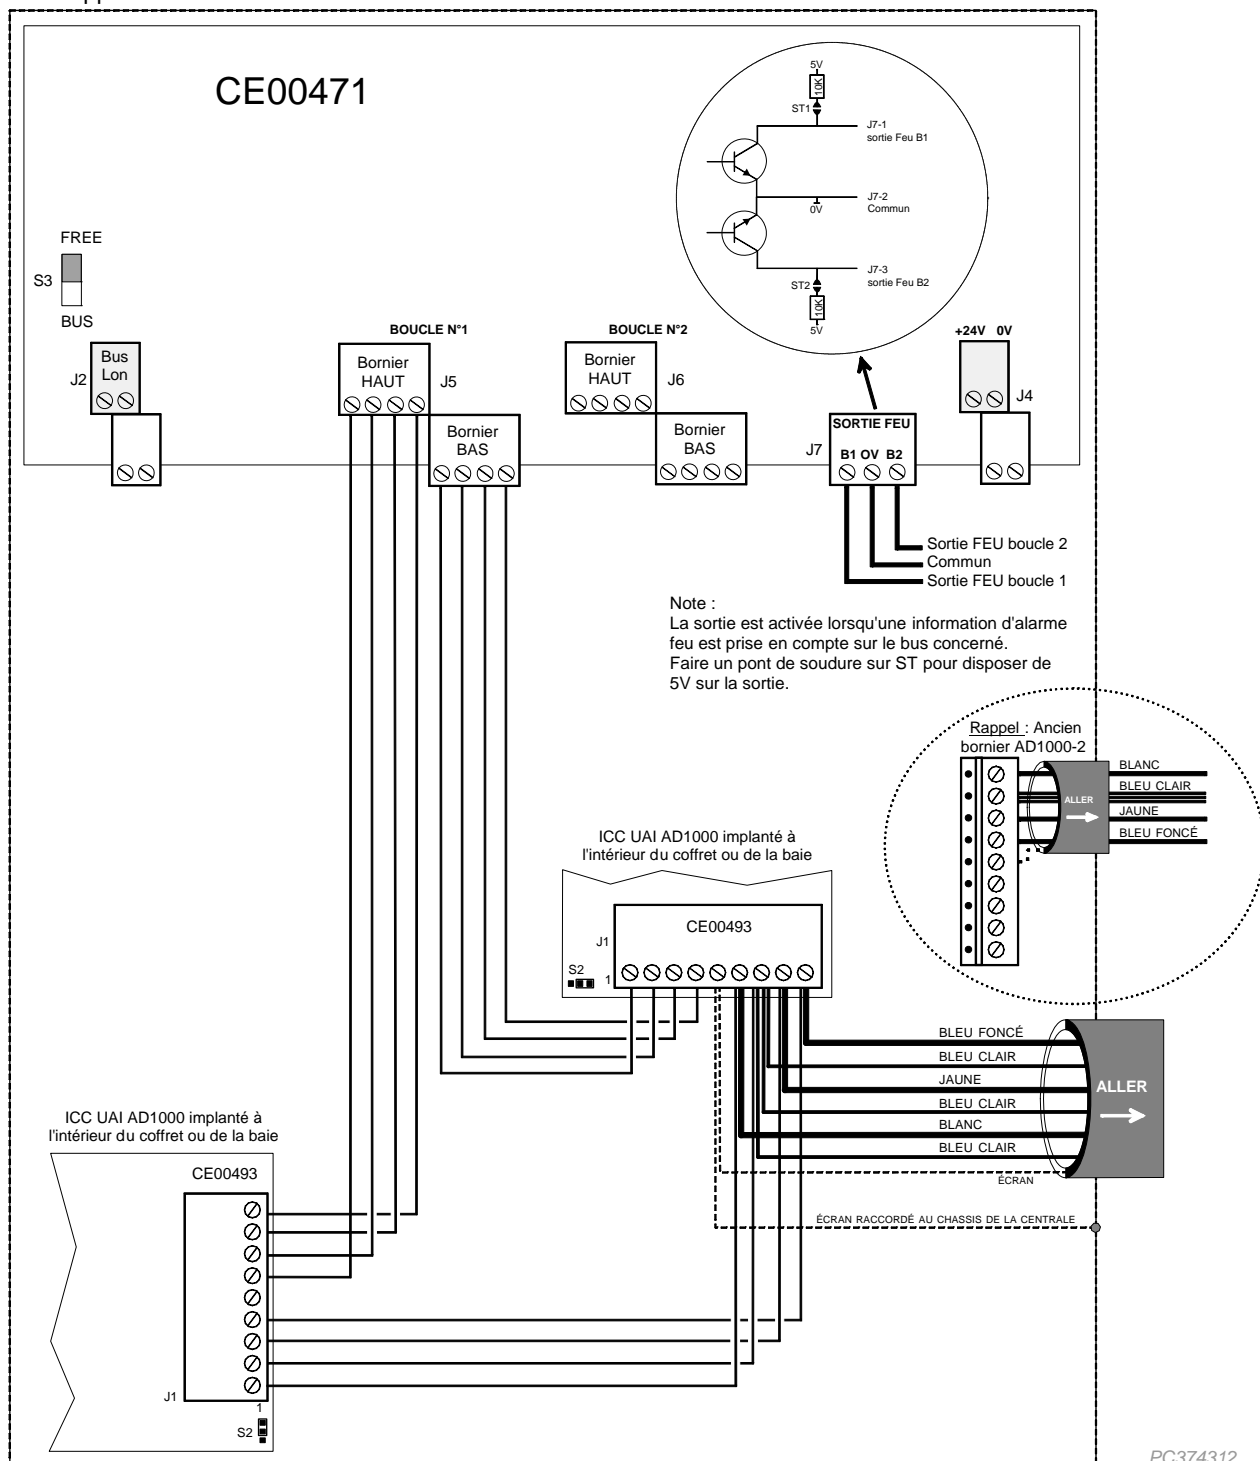 CE00471
5V
10K
ST1
J7-1
sortie Feu B1
J7-2
Commun
0V
J7-3
sortie Feu B2
ST2
10K
5V
FREE
S3
BUS
BOUCLE N°1
BOUCLE N°2
+24V 0V
J2
Bus
Lon
Bornier
HAUT
J5
Bornier
BAS
Bornier
HAUT
J6
Bornier
BAS
SORTIE FEU
J7
B1 OV B2
J4
Sortie FEU boucle 2
Commun
Sortie FEU boucle 1
Note :
La sortie est activée lorsqu'une information d'alarme
feu est prise en compte sur le bus concerné.
Faire un pont de soudure sur ST pour disposer de
5V sur la sortie.
Rappel : Ancien
bornier AD1000-2
BLANC
BLEU CLAIR
ALLER
JAUNE
BLEU FONCÉ
ICC UAI AD1000 implanté à
l'intérieur du coffret ou de la baie
CE00493
J1
S2
1
BLEU FONCÉ
BLEU CLAIR
JAUNE
BLEU CLAIR
BLANC
BLEU CLAIR
ALLER
ÉCRAN
ÉCRAN RACCORDÉ AU CHASSIS DE LA CENTRALE
ICC UAI AD1000 implanté à
l'intérieur du coffret ou de la baie
CE00493
J1
1
S2
PC374312